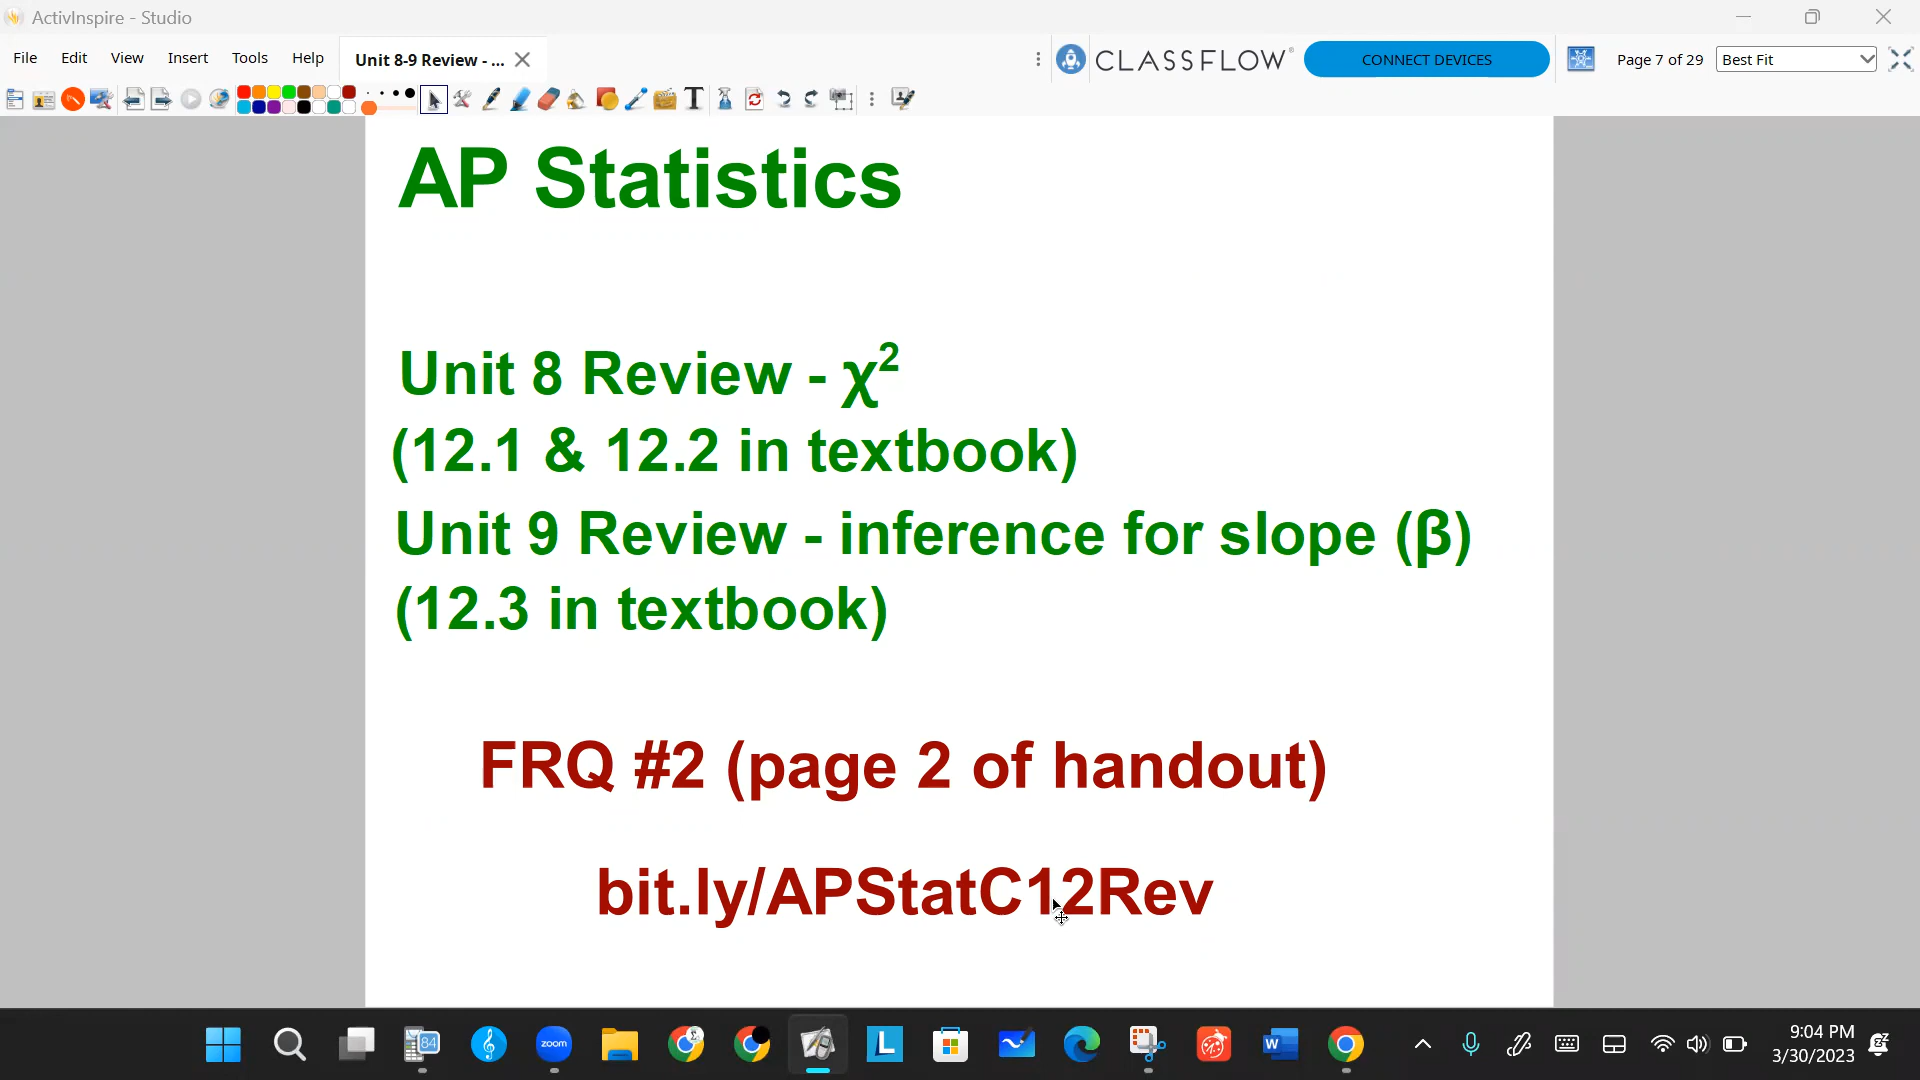 ActivInspire - Studio
File Edit View Insert Tools Help
Unit 8-9 Review - ...
CLASSFLOW
CONNECT DEVICES
Page 7 of 29
Best Fit
AP Statistics
Unit 8 Review - χ²
(12.1 & 12.2 in textbook)
Unit 9 Review - inference for slope (β)
(12.3 in textbook)
FRQ #2 (page 2 of handout)
bit.ly/APStatC12Rev
84
zoom
L
W
9:04 PM
3/30/2023